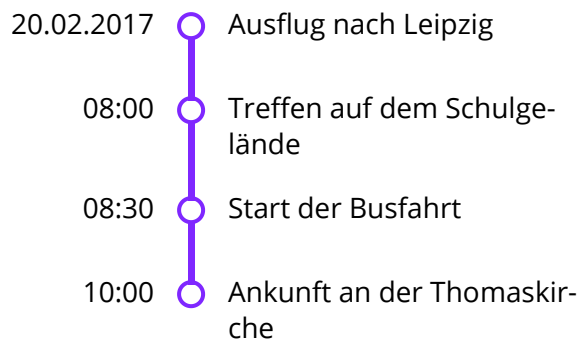 20.02.2017 Ausflug nach Leipzig
08:00 Treffen auf dem Schulge-
lände
08:30 Start der Busfahrt
10:00 Ankunft an der Thomaskir-
che